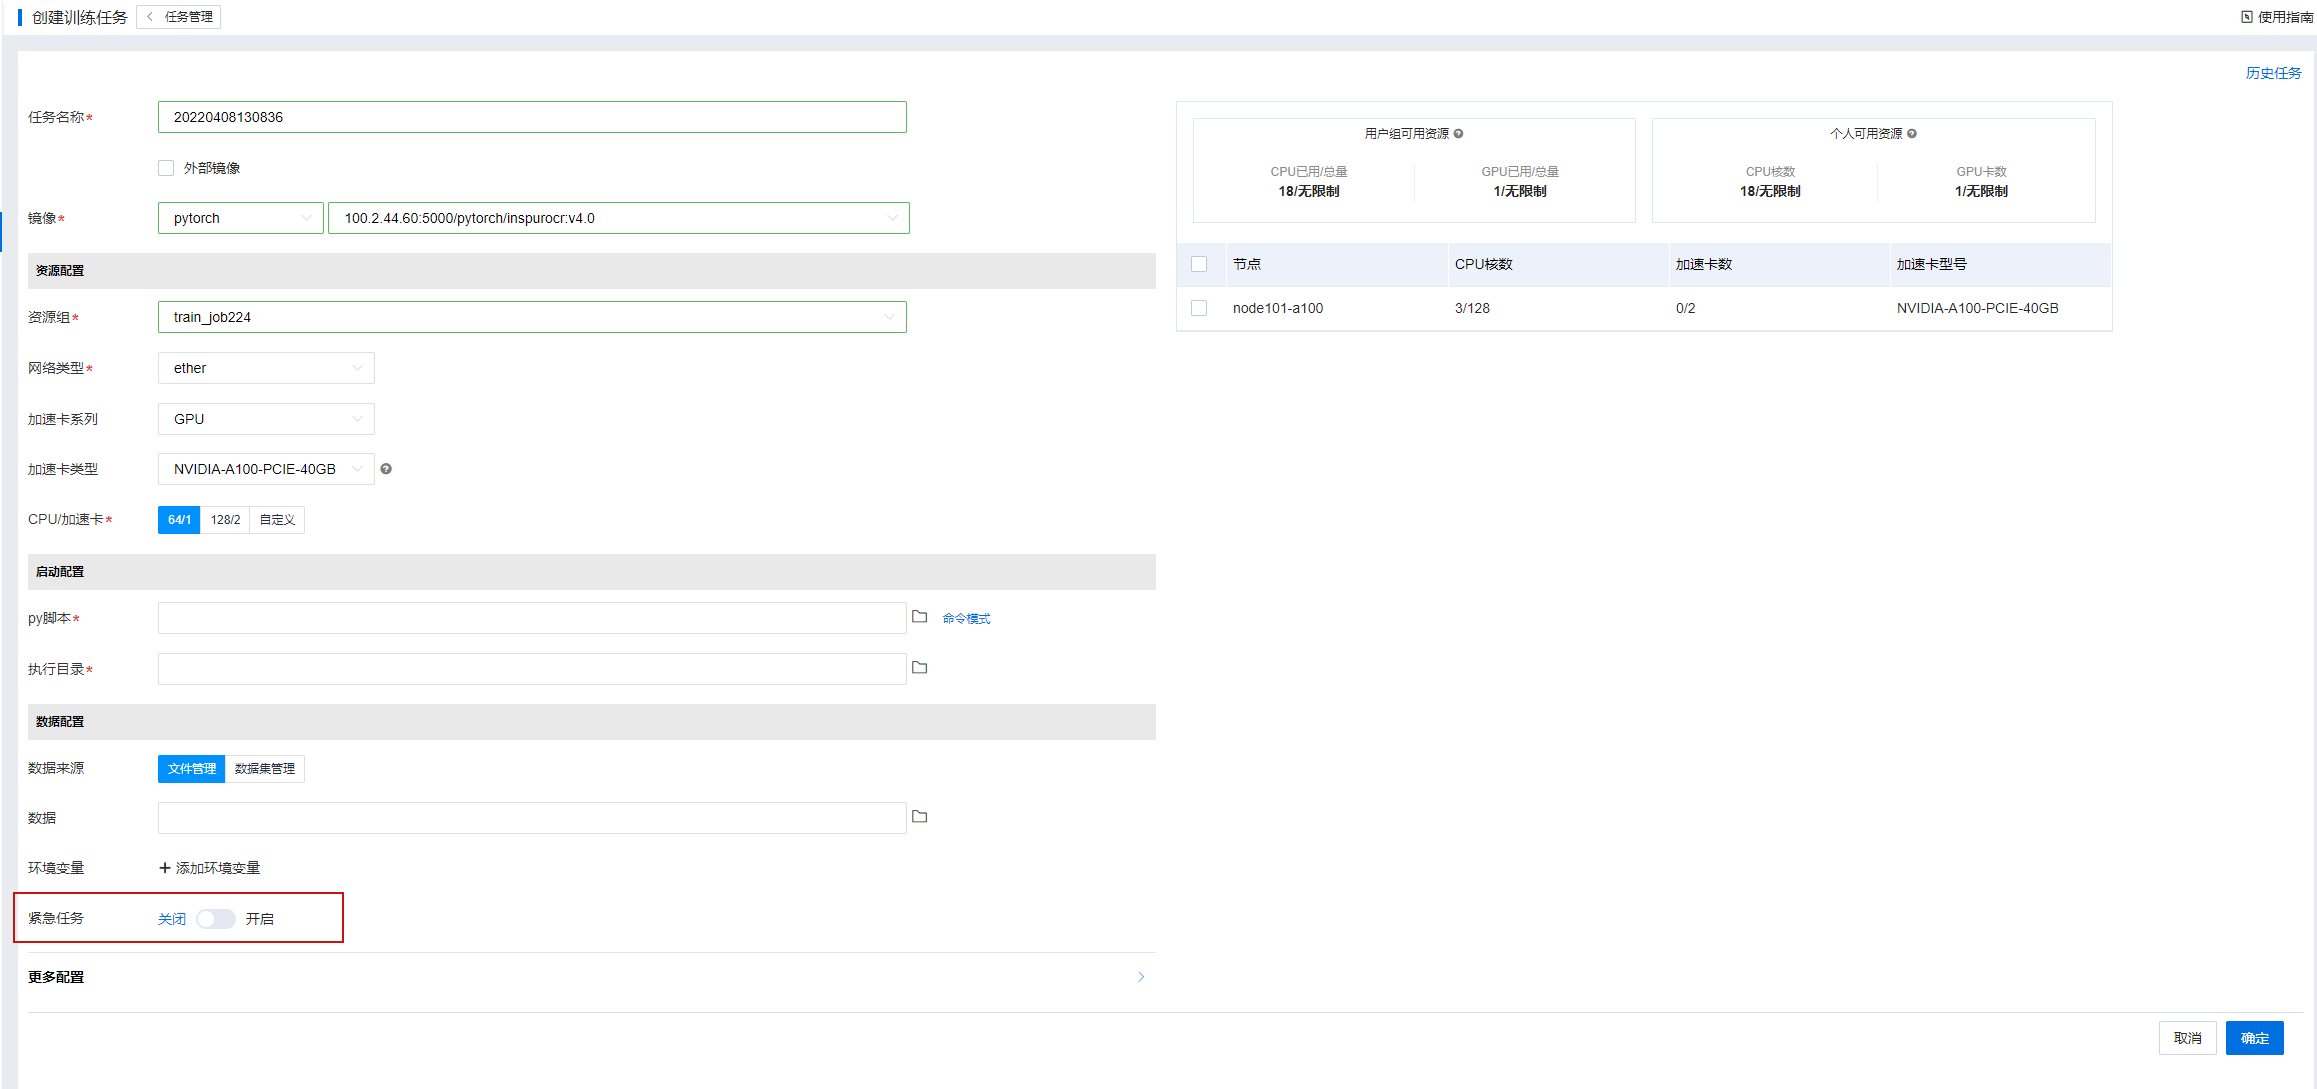 创建训练任务
任务管理
使用指南
历史任务
任务名称*
20220408130836
外部镜像
镜像*
pytorch
100.2.44.60:5000/pytorch/inspurocr:v4.0
资源配置
资源组*
train_job224
网络类型*
ether
加速卡系列
GPU
加速卡类型
NVIDIA-A100-PCIE-40GB
CPU/加速卡*
64/1
128/2
自定义
启动配置
py脚本*
命令模式
执行目录*
数据配置
数据来源
文件管理
数据集管理
数据
环境变量
+ 添加环境变量
紧急任务
关闭
开启
更多配置
用户组可用资源
CPU已用/总量
18/无限制
GPU已用/总量
1/无限制
个人可用资源
CPU核数
18/无限制
GPU卡数
1/无限制
节点 CPU核数 加速卡数 加速卡型号
node101-a100 3/128 0/2 NVIDIA-A100-PCIE-40GB
取消
确定